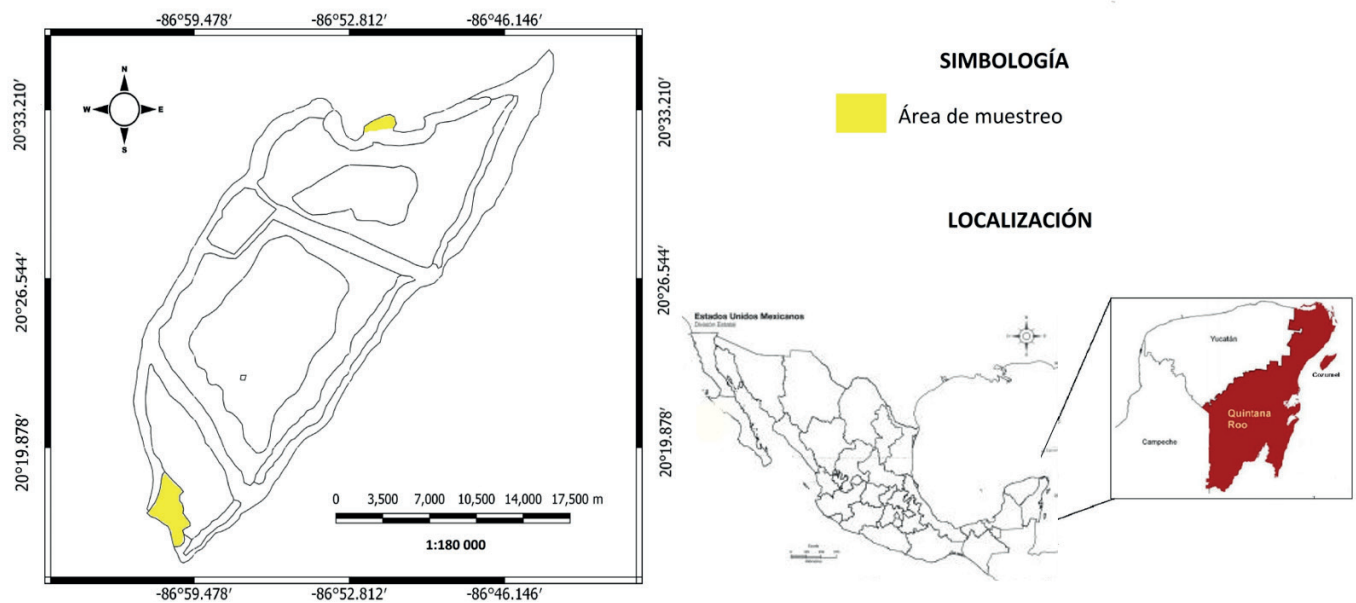 -86°59.478′ -86°52.812′ -86°46.146′
N
W E
S
20°33.210′ 20°33.210′
20°26.544′ 20°26.544′
20°19.878′ 20°19.878′
0 3,500 7,000 10,500 14,000 17,500 m
1:180 000
-86°59.478′ -86°52.812′ -86°46.146′
SIMBOLOGÍA
Área de muestreo
LOCALIZACIÓN
Estados Unidos Mexicanos
División Estatal
Yucatán
Cozumel
Quintana
Roo
Campeche